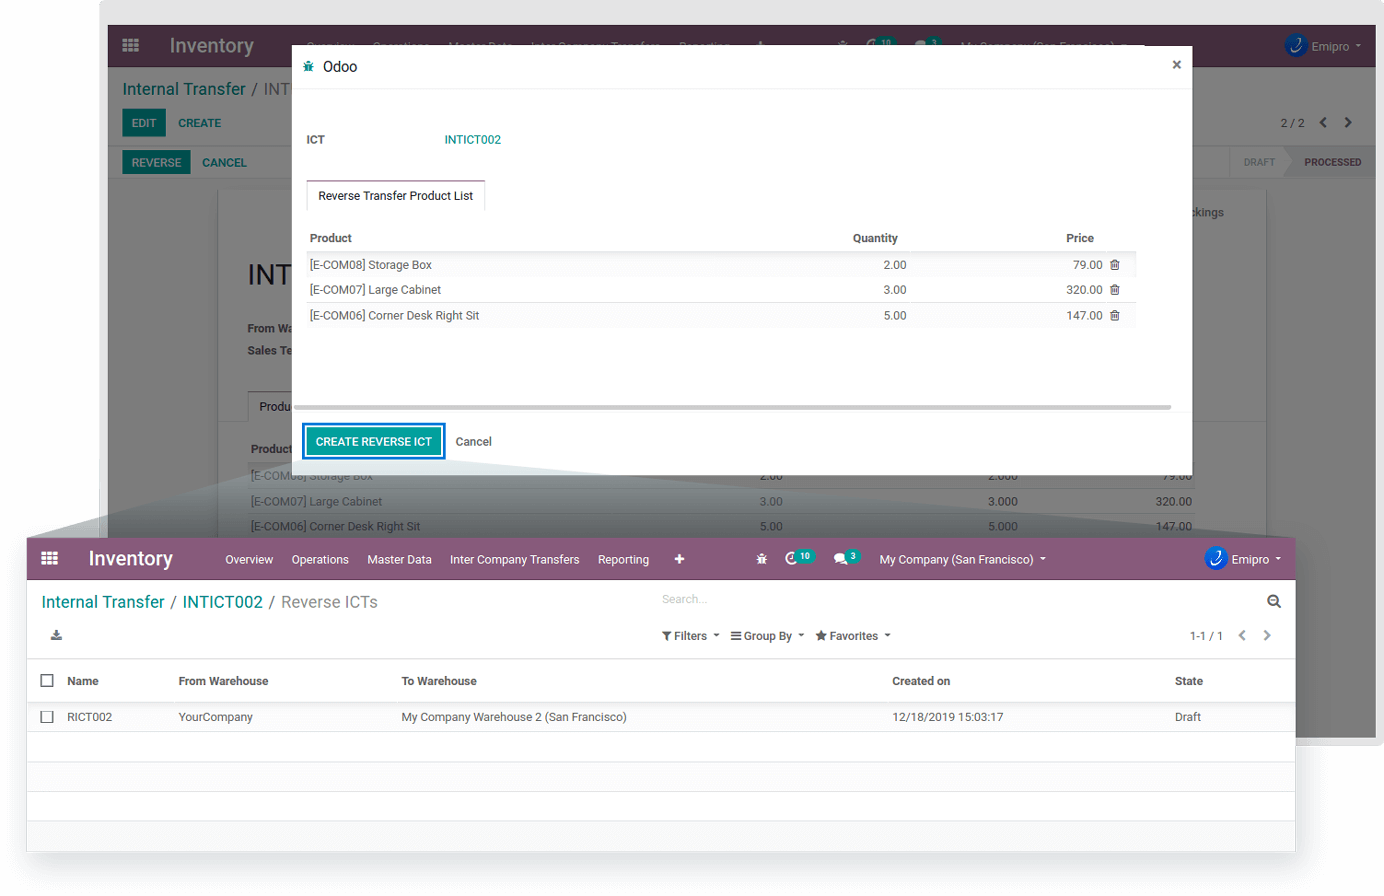 Inventory
10
3
Emipro
Internal Transfer / INT
EDIT CREATE
2 / 2
REVERSE CANCEL
DRAFT PROCESSED
ckings
INT
From Wa
Sales Te
Produ
Product
Odoo
×
ICT INTICT002
Reverse Transfer Product List
Product Quantity Price
[E-COM08] Storage Box 2.00 79.00
[E-COM07] Large Cabinet 3.00 320.00
[E-COM06] Corner Desk Right Sit 5.00 147.00
CREATE REVERSE ICT Cancel
[E-COM08] Storage Box 2.00 2.000 79.00
[E-COM07] Large Cabinet 3.00 3.000 320.00
[E-COM06] Corner Desk Right Sit 5.00 5.000 147.00
Inventory Overview Operations Master Data Inter Company Transfers Reporting 10 3 My Company (San Francisco) Emipro
Internal Transfer / INTICT002 / Reverse ICTs
Search...
Filters Group By Favorites 1-1 / 1
Name From Warehouse To Warehouse Created on State
RICT002 YourCompany My Company Warehouse 2 (San Francisco) 12/18/2019 15:03:17 Draft